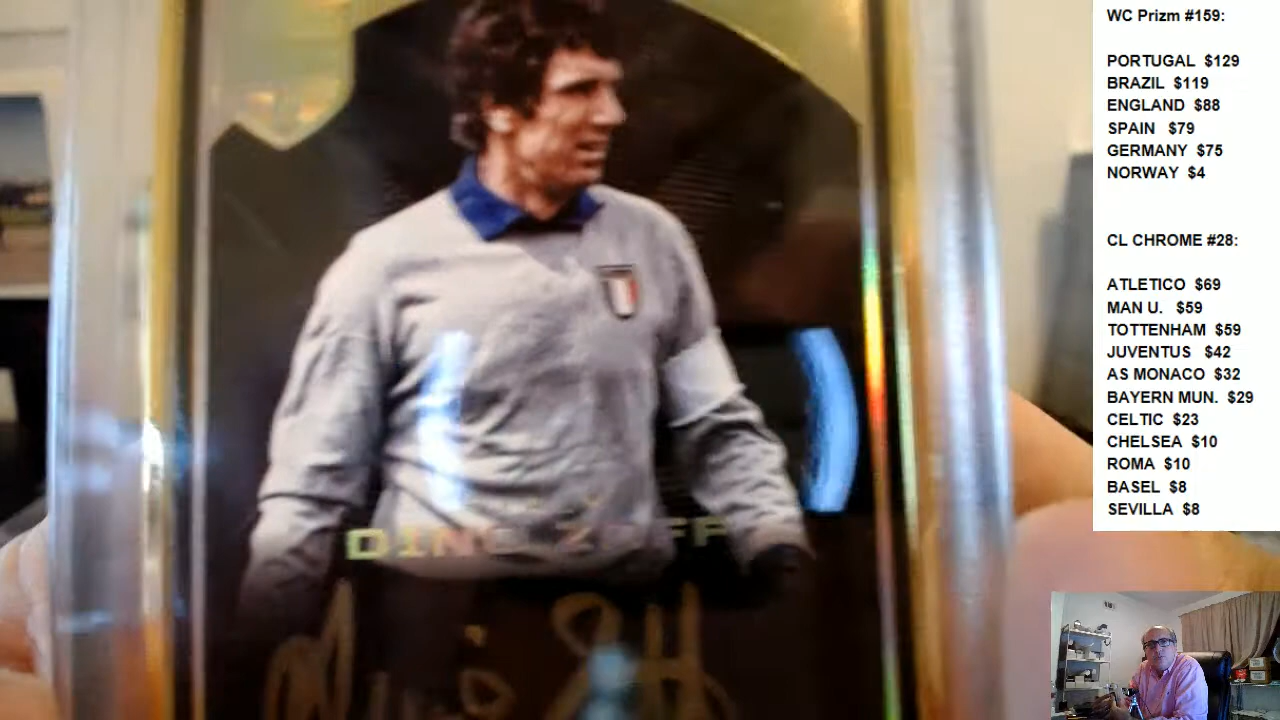 WC Prizm #159:
PORTUGAL $129
BRAZIL $119
ENGLAND $88
SPAIN $79
GERMANY $75
NORWAY $4
CL CHROME #28:
ATLETICO $69
MAN U. $59
TOTTENHAM $59
JUVENTUS $42
AS MONACO $32
BAYERN MUN. $29
CELTIC $23
CHELSEA $10
ROMA $10
BASEL $8
SEVILLA $8
DINO ZOFF